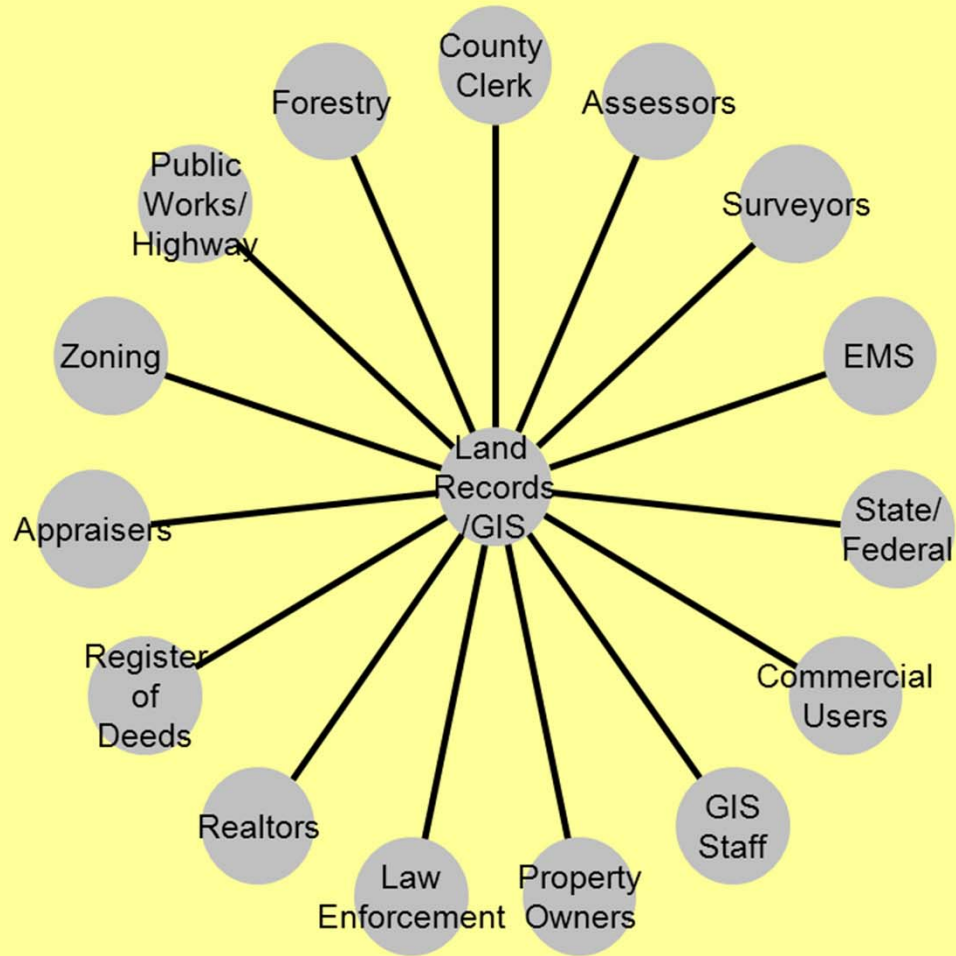 County
Clerk
Assessors
Surveyors
EMS
State/
Federal
Commercial
Users
GIS
Staff
Property
Owners
Law
Enforcement
Realtors
Register
of
Deeds
Appraisers
Zoning
Public
Works/
Highway
Forestry
Land
Records
/GIS